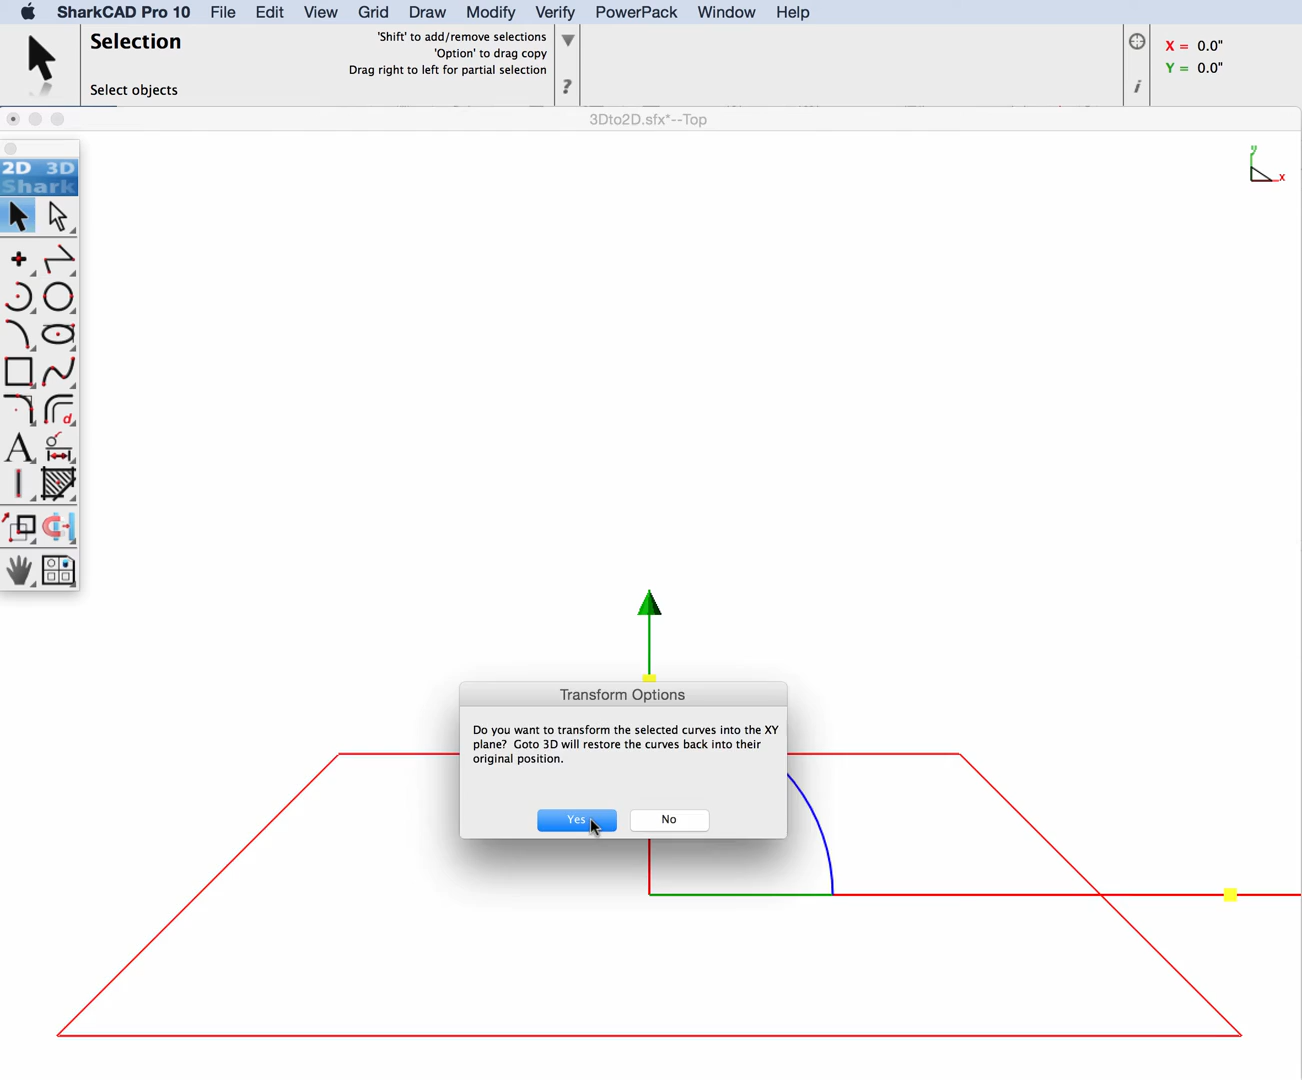 SharkCAD Pro 10 File Edit View Grid Draw Modify Verify PowerPack Window Help
Selection
'Shift' to add/remove selections
'Option' to drag copy
Drag right to left for partial selection
Select objects
?
i
X = 0.0"
Y = 0.0"
3Dto2D.sfx*--Top
2D 3D
Shark
A
d
y
x
Transform Options
Do you want to transform the selected curves into the XY
plane? Goto 3D will restore the curves back into their
original position.
Yes
No